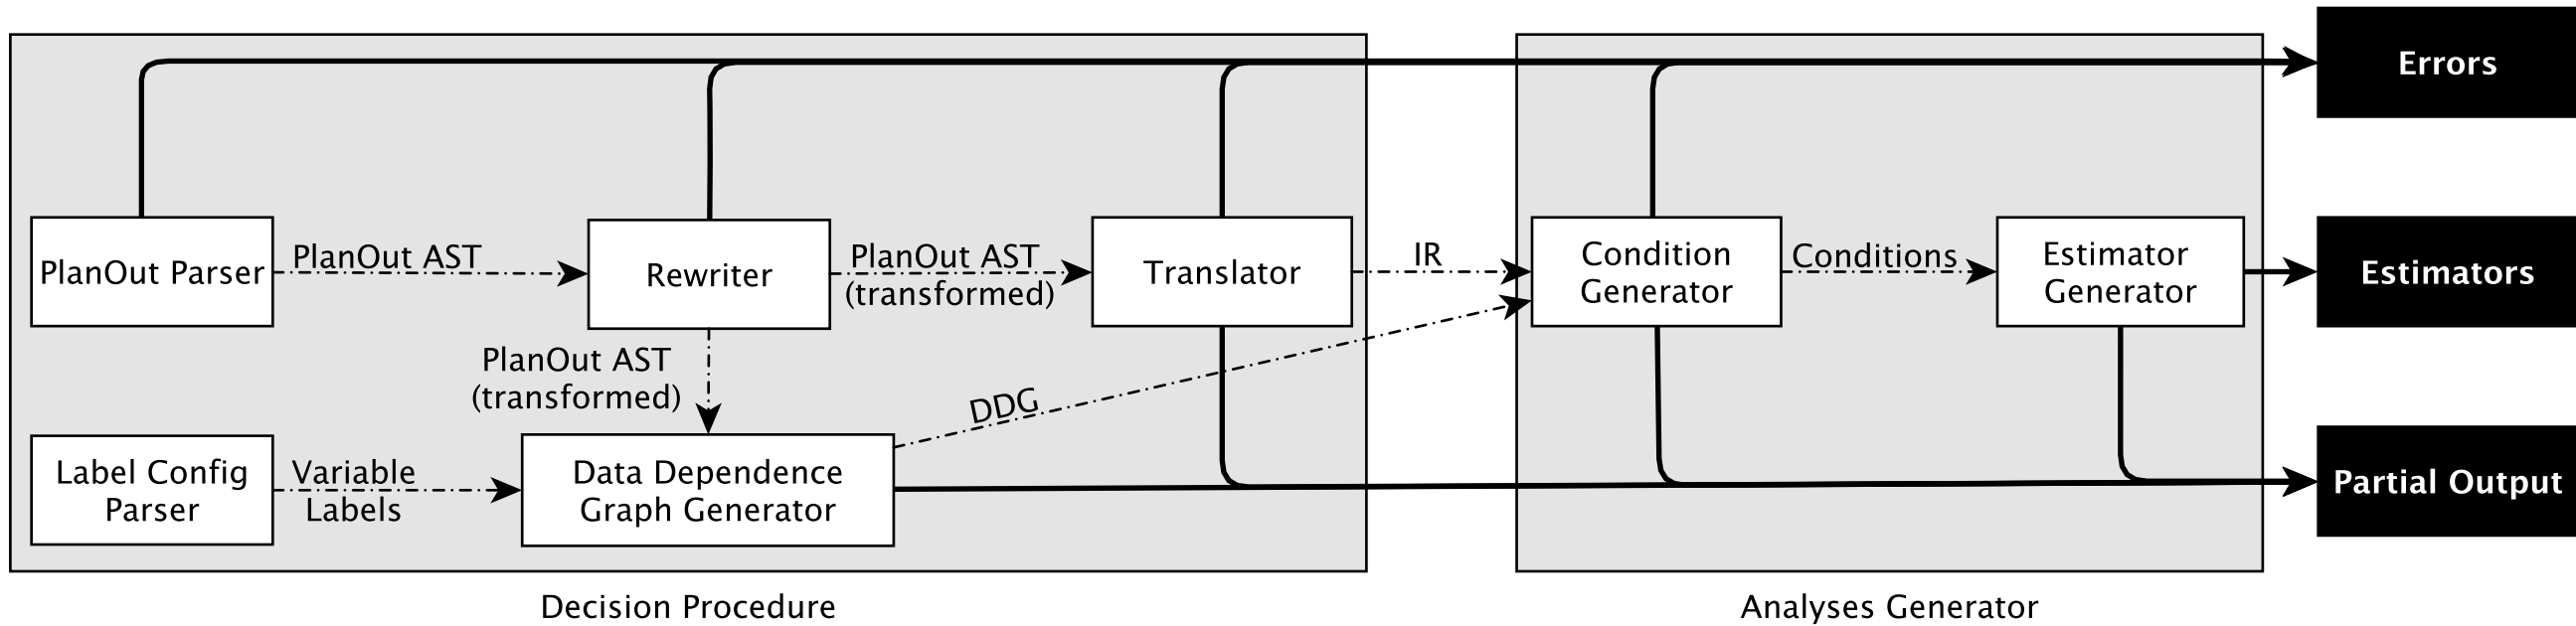 Errors
PlanOut Parser
PlanOut AST
Rewriter
PlanOut AST
(transformed)
Translator
IR
Condition
Generator
Conditions
Estimator
Generator
Estimators
PlanOut AST
(transformed)
DDG
Label Config
Parser
Variable
Labels
Data Dependence
Graph Generator
Partial Output
Decision Procedure
Analyses Generator